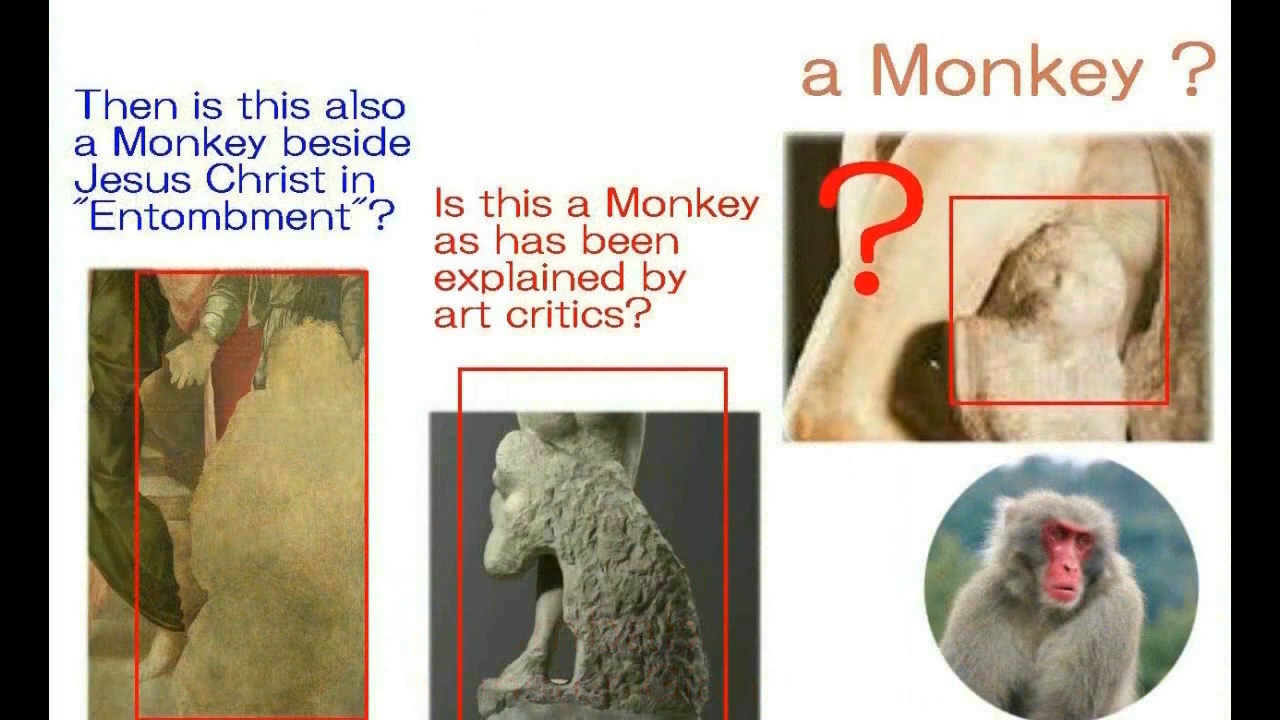 Then is this also
a Monkey beside
Jesus Christ in
"Entombment"?
Is this a Monkey
as has been
explained by
art critics?
a Monkey ?
?